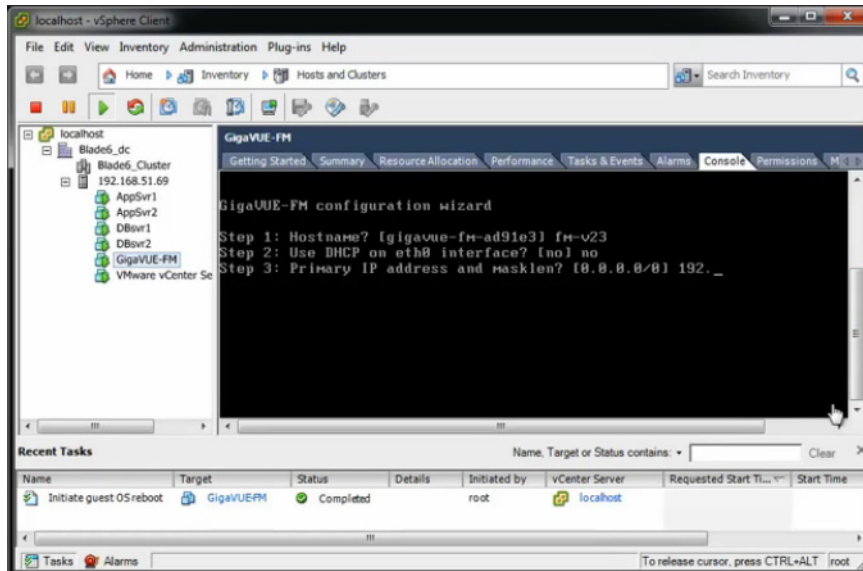 localhost - vSphere Client
File Edit View Inventory Administration Plug-ins Help
Home Inventory Hosts and Clusters Search Inventory
localhost
Blade6_dc
Blade6_Cluster
192.168.51.69
AppSvr1
AppSvr2
DBsvr1
DBsvr2
GigaVUE-FM
VMware vCenter Se
GigaVUE-FM
Getting Started Summary Resource Allocation Performance Tasks & Events Alarms Console Permissions M
GigaVUE-FM configuration wizard
Step 1: Hostname? [gigavue-fm-ad91e3] fm-v23
Step 2: Use DHCP on eth0 interface? [no] no
Step 3: Primary IP address and masklen? [0.0.0.0/0] 192._
Recent Tasks
Name, Target or Status contains: Clear
Name Target Status Details Initiated by vCenter Server Requested Start Ti... Start Time
Initiate guest OS reboot GigaVUE-FM Completed root localhost
Tasks Alarms To release cursor, press CTRL+ALT root